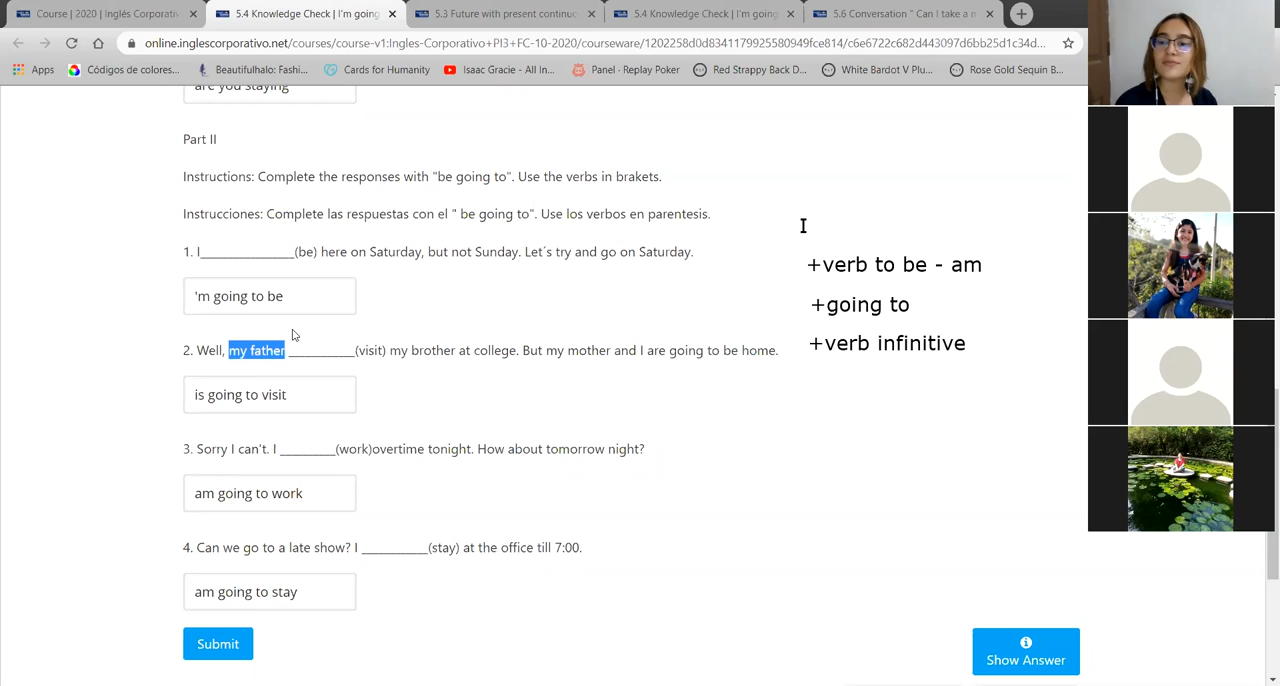 Course | 2020 | Inglés Corporativ
5.4 Knowledge Check | I'm going
5.3 Future with present continuo
5.4 Knowledge Check | I'm going
5.6 Conversation " Can I take a m
online.inglescorporativo.net/courses/course-v1:Ingles-Corporativo+PI3+FC-10-2020/courseware/1202258d0d8341179925580949fce814/c6e6722c682d443097d6bb25d1c34d...
Apps
Códigos de colores...
Beautifulhalo: Fashi...
Cards for Humanity
Isaac Gracie - All In...
Panel · Replay Poker
Red Strappy Back D...
White Bardot V Plu...
Rose Gold Sequin B...
are you staying
Part II
Instructions: Complete the responses with "be going to". Use the verbs in brakets.
Instrucciones: Complete las respuestas con el " be going to". Use los verbos en parentesis.
1. I______________(be) here on Saturday, but not Sunday. Let´s try and go on Saturday.
'm going to be
2. Well, my father __________(visit) my brother at college. But my mother and I are going to be home.
is going to visit
3. Sorry I can't. I ________(work)overtime tonight. How about tomorrow night?
am going to work
4. Can we go to a late show? I __________(stay) at the office till 7:00.
am going to stay
Submit
Show Answer
+verb to be - am
+going to
+verb infinitive